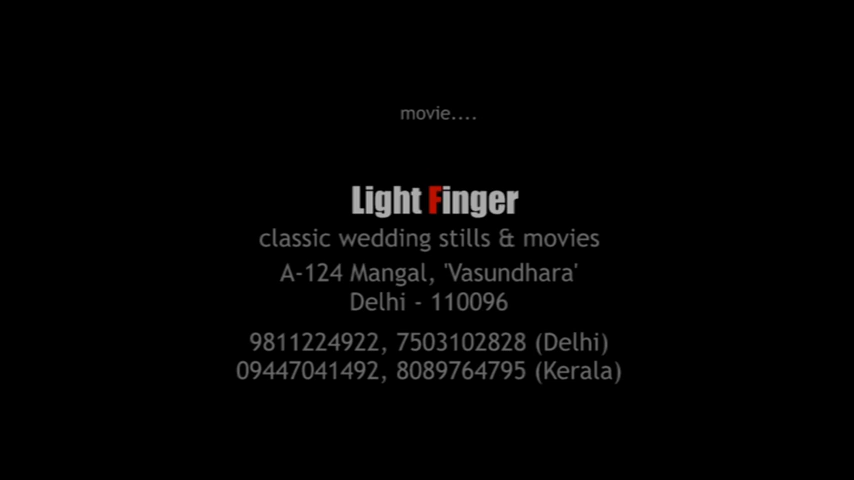 movie....
Light Finger
classic wedding stills & movies
A-124 Mangal, 'Vasundhara'
Delhi - 110096
9811224922, 7503102828 (Delhi)
09447041492, 8089764795 (Kerala)